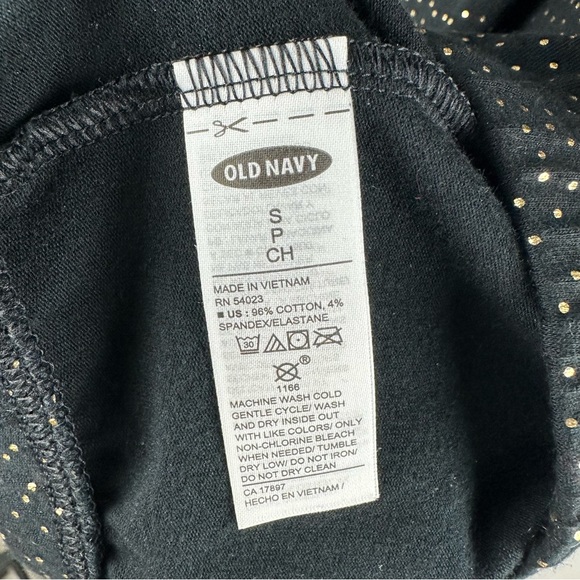 OLD NAVY
S
P
CH
MADE IN VIETNAM
RN 54023
■ US : 96% COTTON, 4%
SPANDEX/ELASTANE
30
®
1166
MACHINE WASH COLD
GENTLE CYCLE/ WASH
AND DRY INSIDE OUT
WITH LIKE COLORS/ ONLY
NON-CHLORINE BLEACH
WHEN NEEDED/ TUMBLE
DRY LOW/ DO NOT IRON/
DO NOT DRY CLEAN
CA 17897
HECHO EN VIETNAM /